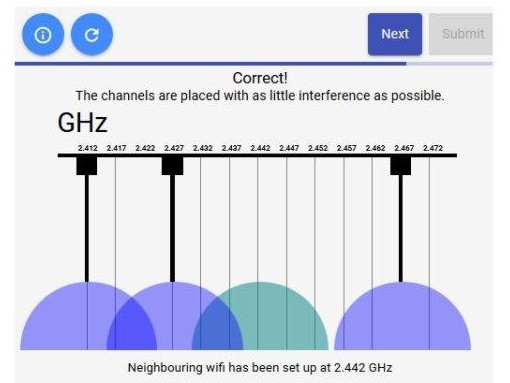 Next Submit
Correct!
The channels are placed with as little interference as possible.
GHz
2.412 2.417 2.422 2.427 2.432 2.437 2.442 2.447 2.452 2.457 2.462 2.467 2.472
Neighbouring wifi has been set up at 2.442 GHz